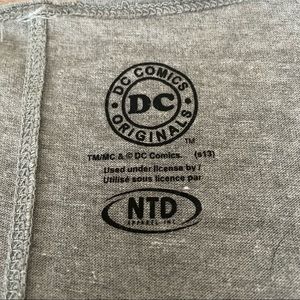 DC COMICS
DC
ORIGINALS
TM
TM/MC & © DC Comics. (s13)
Used under license by /
Utilisé sous licence par
NTD
APPAREL INC